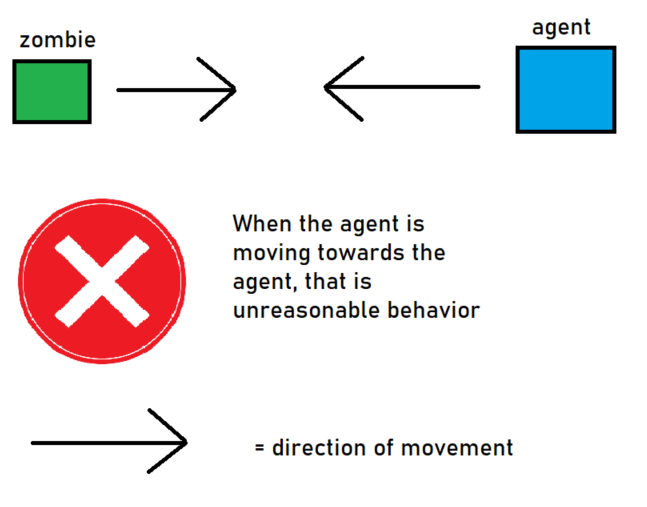 zombie
agent
When the agent is
moving towards the
agent, that is
unreasonable behavior
= direction of movement